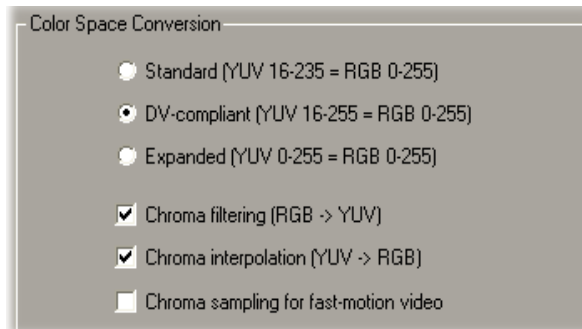 Color Space Conversion
Standard (YUV 16-235 = RGB 0-255)
DV-compliant (YUV 16-255 = RGB 0-255)
Expanded (YUV 0-255 = RGB 0-255)
Chroma filtering (RGB -> YUV)
Chroma interpolation (YUV -> RGB)
Chroma sampling for fast-motion video